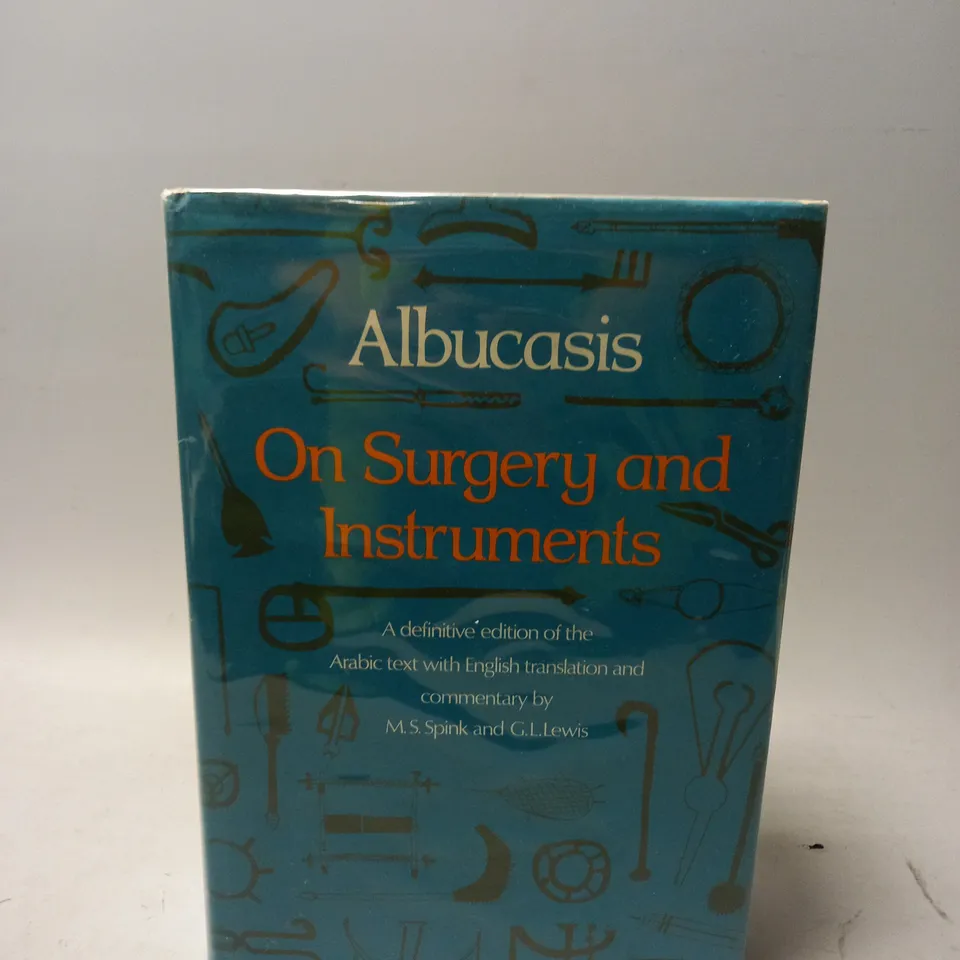 Albucasis
On Surgery and
Instruments
A definitive edition of the
Arabic text with English translation and
commentary by
M.S.Spink and G.L.Lewis